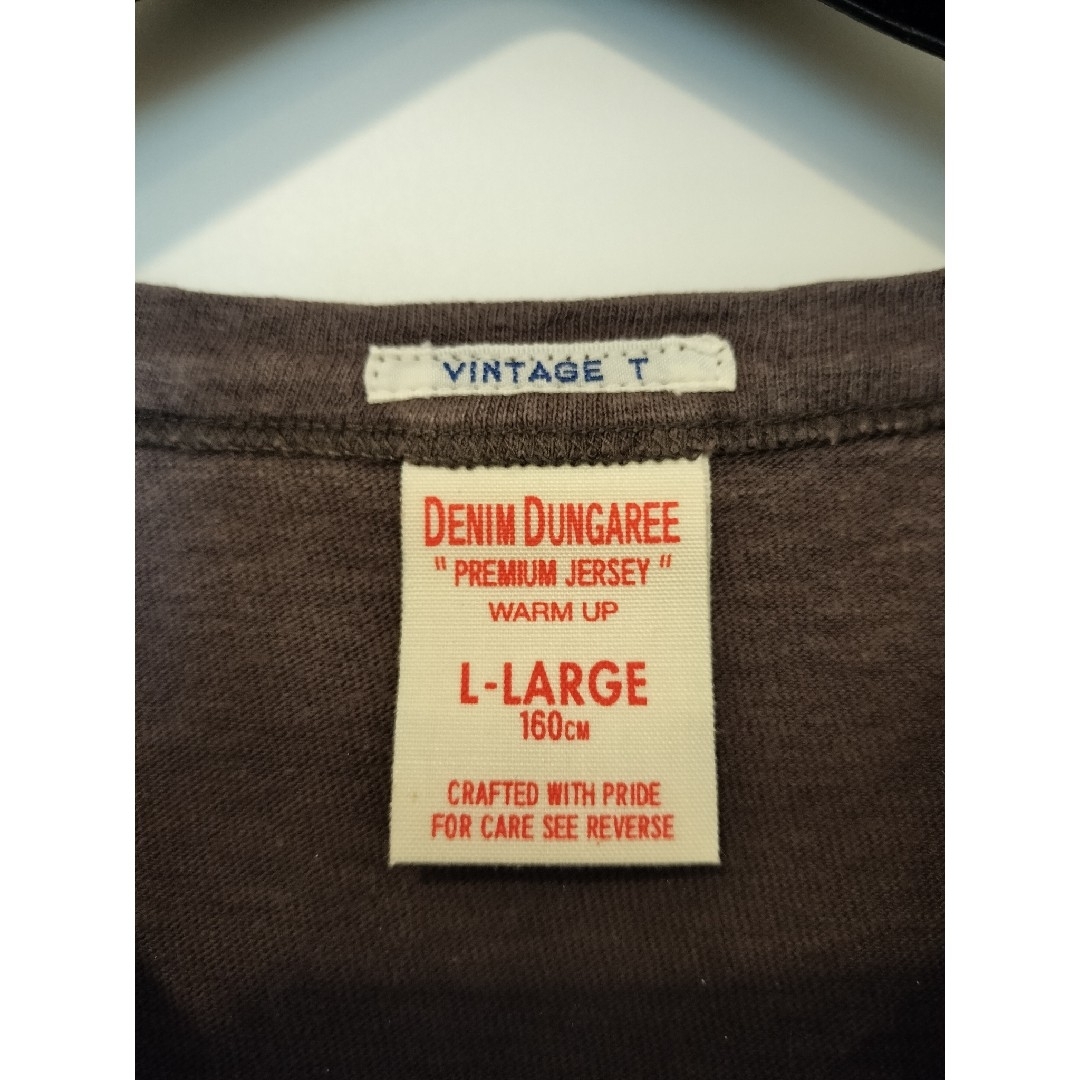 VINTAGE T
DENIM DUNGAREE
" PREMIUM JERSEY "
WARM UP
L-LARGE
160CM
CRAFTED WITH PRIDE
FOR CARE SEE REVERSE